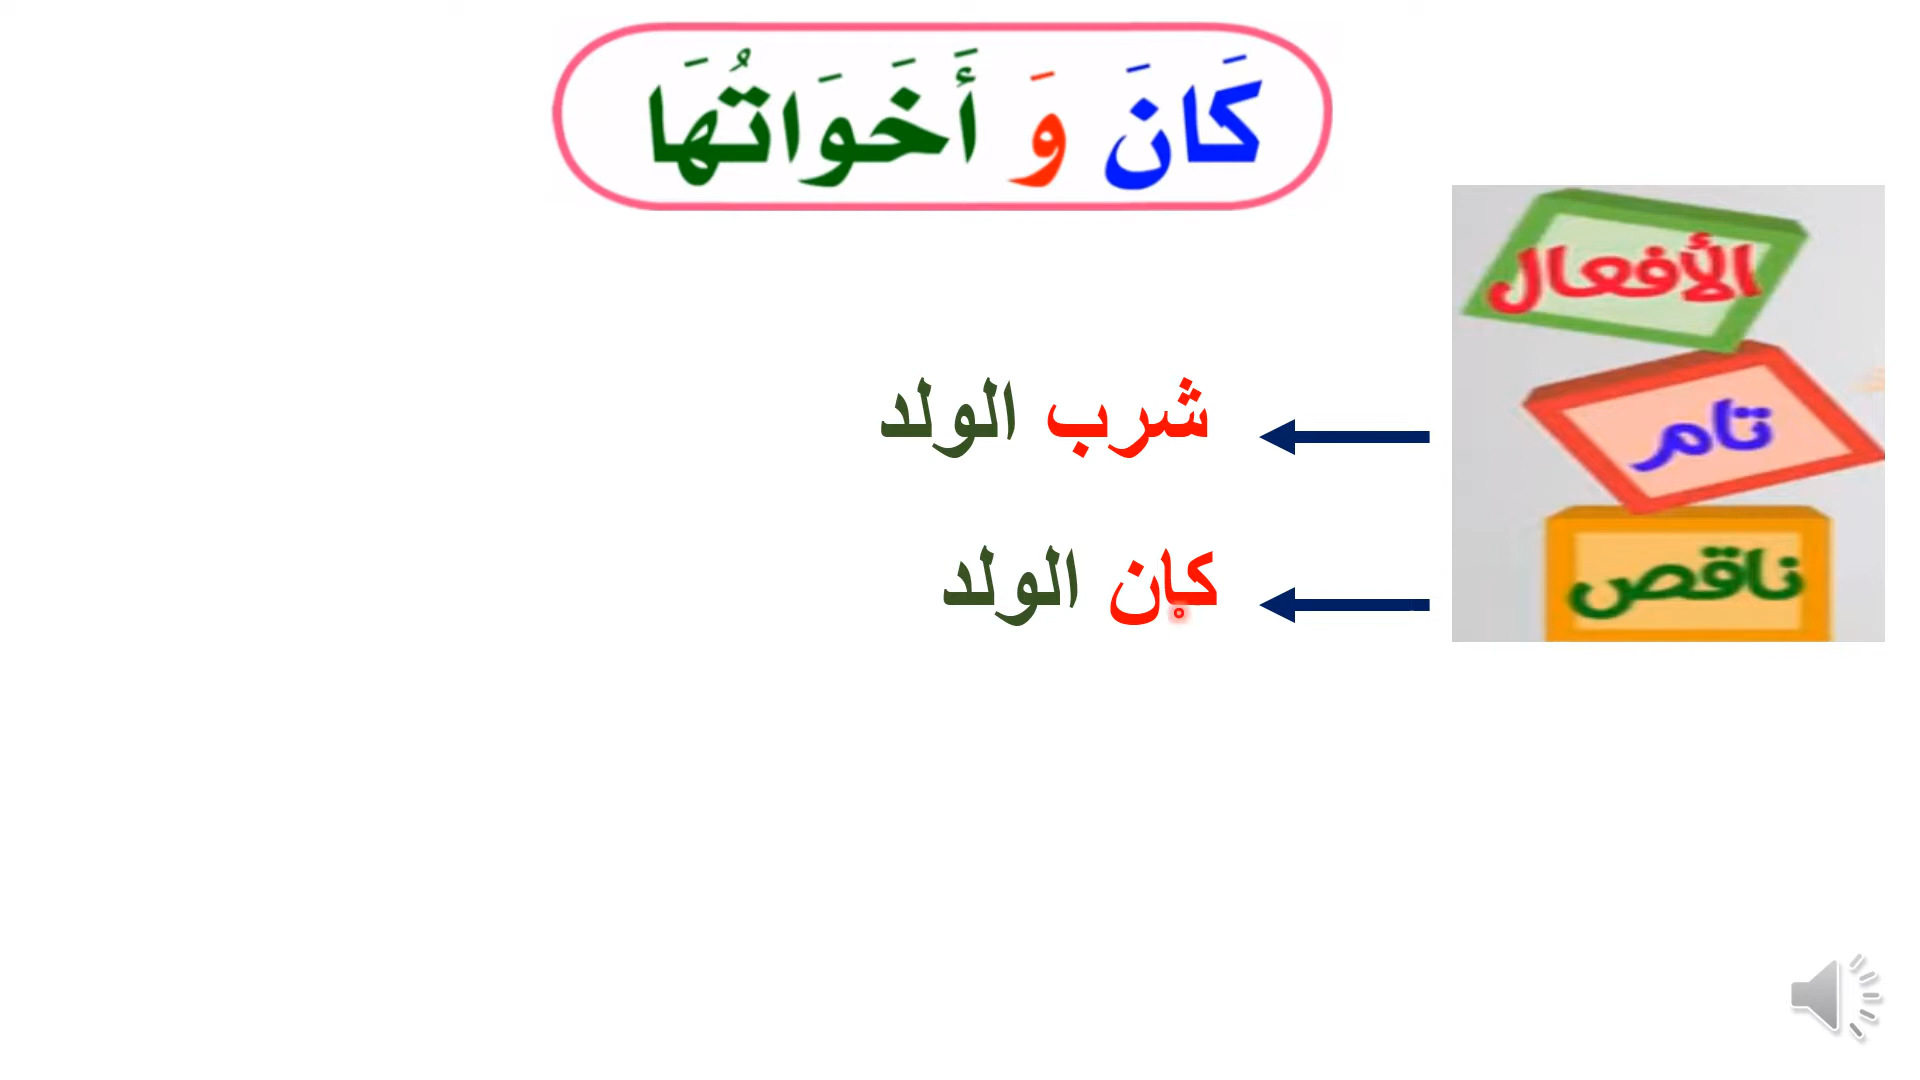 كَانَ وَ أَخَوَاتُهَا
الأفعال
تام
شرب الولد
ناقص
كان الولد